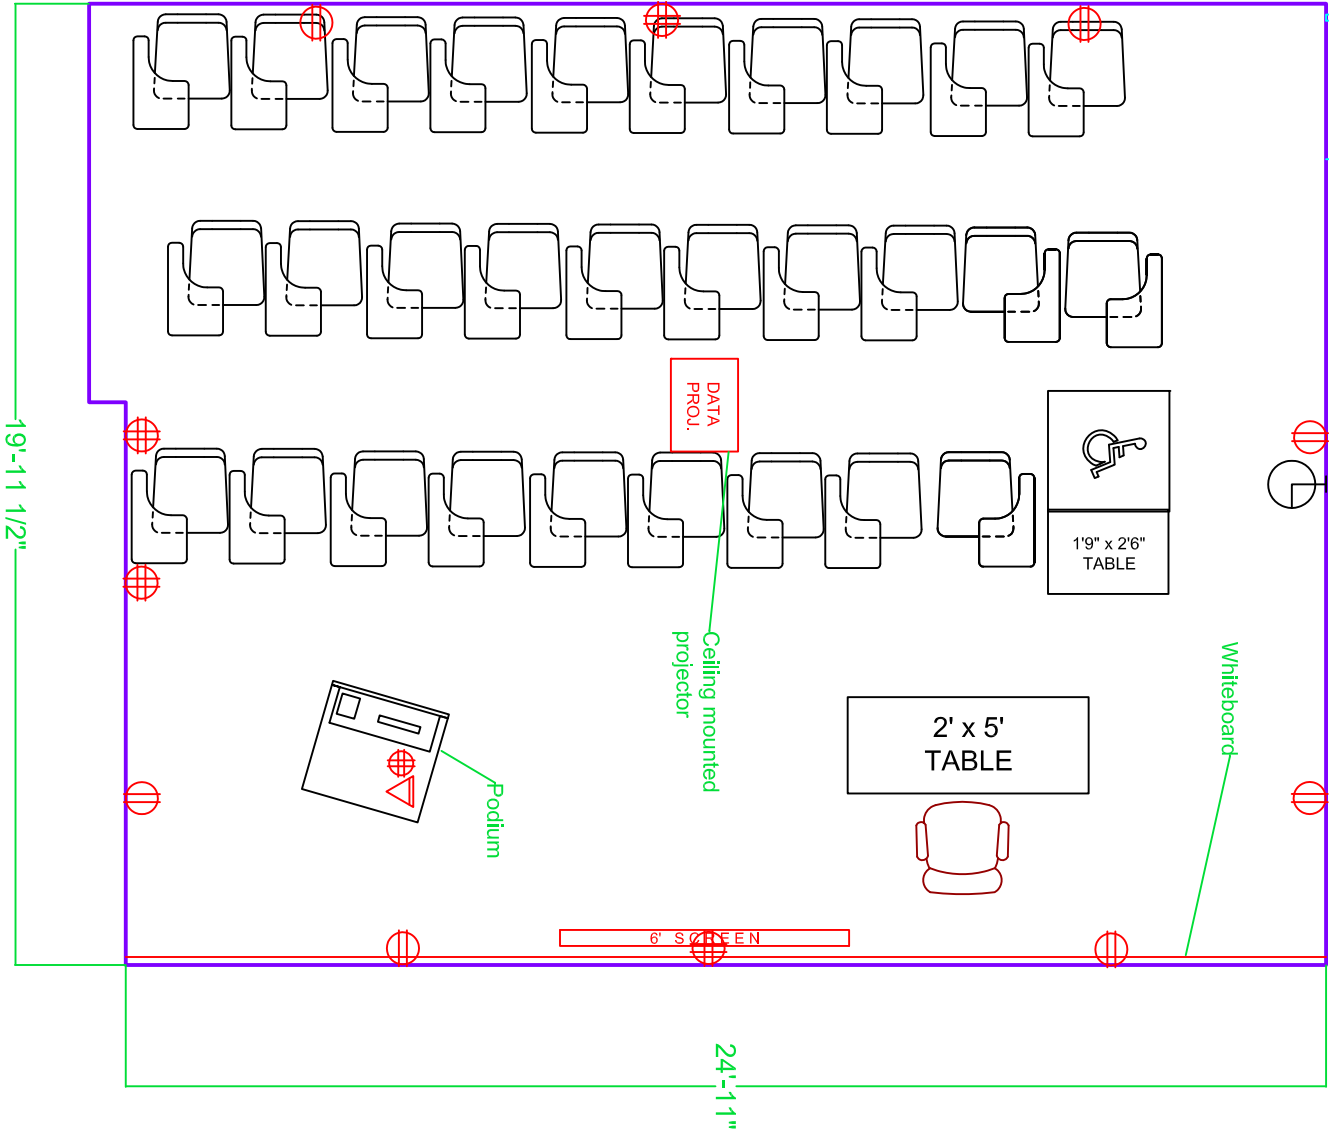 DATA
PROJ.
19'-11 1/2"
1'9" x 2'6"
TABLE
Ceiling mounted
projector
Whiteboard
2' x 5'
TABLE
Podium
6' SCREEN
24'-11"